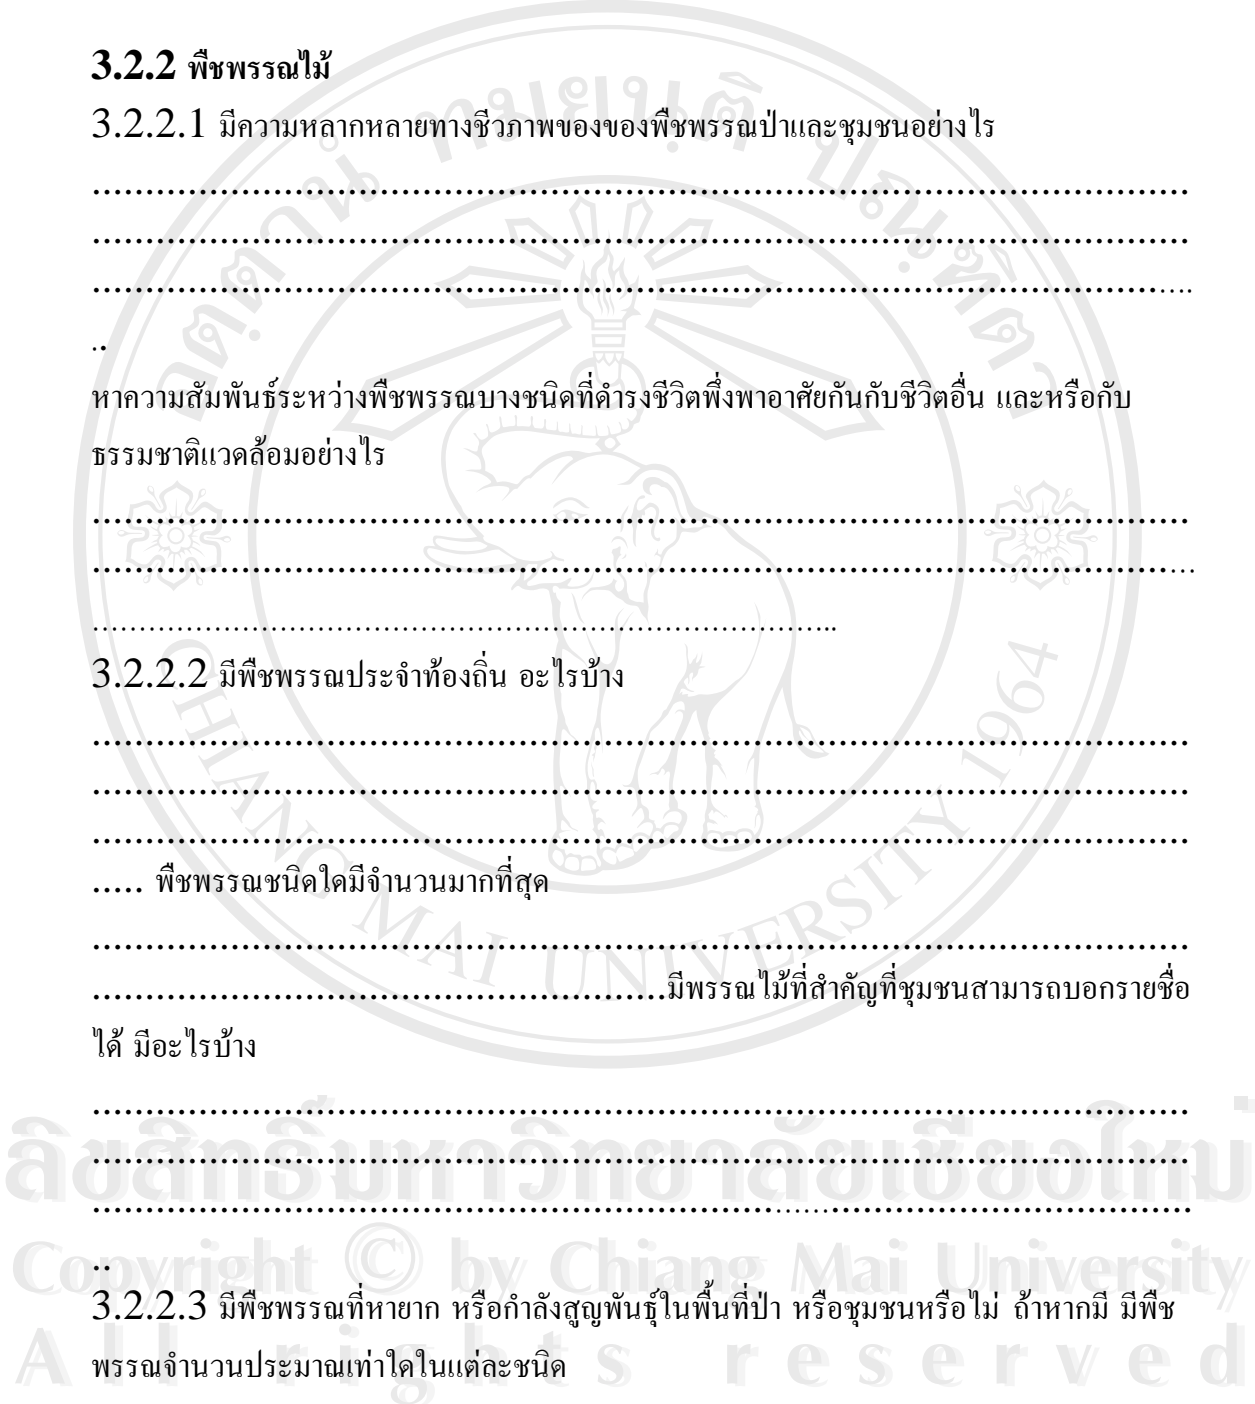 3.2.2 พืชพรรณไม้
3.2.2.1 มีความหลากหลายทางชีวภาพของของพืชพรรณป่าและชุมชนอย่างไร
................................................................................................
................................................................................................
................................................................................................
..
หาความสัมพันธ์ระหว่างพืชพรรณบางชนิดที่ดำรงชีวิตพึ่งพาอาศัยกันกับชีวิตอื่น และหรือกับ
ธรรมชาติแวดล้อมอย่างไร
................................................................................................
................................................................................................
................................................................................
3.2.2.2 มีพืชพรรณประจำท้องถิ่น อะไรบ้าง
................................................................................................
................................................................................................
................................................................................................
..... พืชพรรณชนิดใดมีจำนวนมากที่สุด
................................................................................................
......................................................มีพรรณไม้ที่สำคัญที่ชุมชนสามารถบอกรายชื่อ
ได้ มีอะไรบ้าง
................................................................................................
................................................................................................
................................................................................................
..
3.2.2.3 มีพืชพรรณที่หายาก หรือกำลังสูญพันธุ์ในพื้นที่ป่า หรือชุมชนหรือไม่ ถ้าหากมี มีพืช
พรรณจำนวนประมาณเท่าใดในแต่ละชนิด
CHIANG MAI UNIVERSITY 1964
ลิขสิทธิ์มหาวิทยาลัยเชียงใหม่
Copyright © by Chiang Mai University
All rights reserved